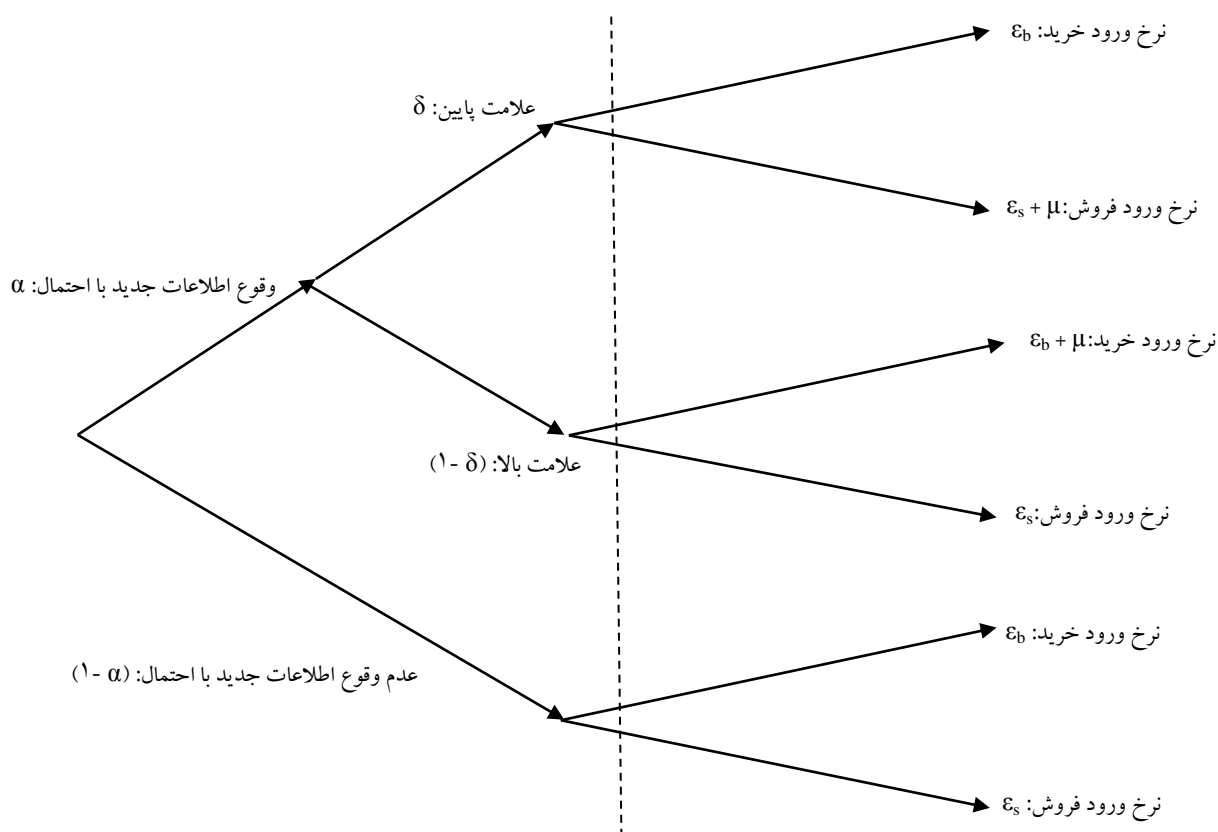 نرخ ورود خرید: εb
علامت پایین: δ
نرخ ورود فروش: εs + μ
وقوع اطلاعات جدید با احتمال: α
نرخ ورود خرید: εb + μ
علامت بالا: (۱- δ)
نرخ ورود فروش: εs
نرخ ورود خرید: εb
عدم وقوع اطلاعات جدید با احتمال: (۱- α)
نرخ ورود فروش: εs